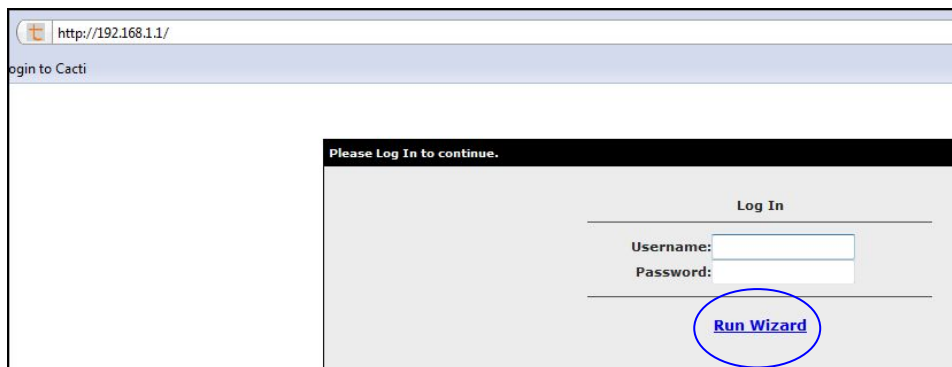 http://192.168.1.1/
ogin to Cacti
Please Log In to continue.
Log In
Username:
Password:
Run Wizard